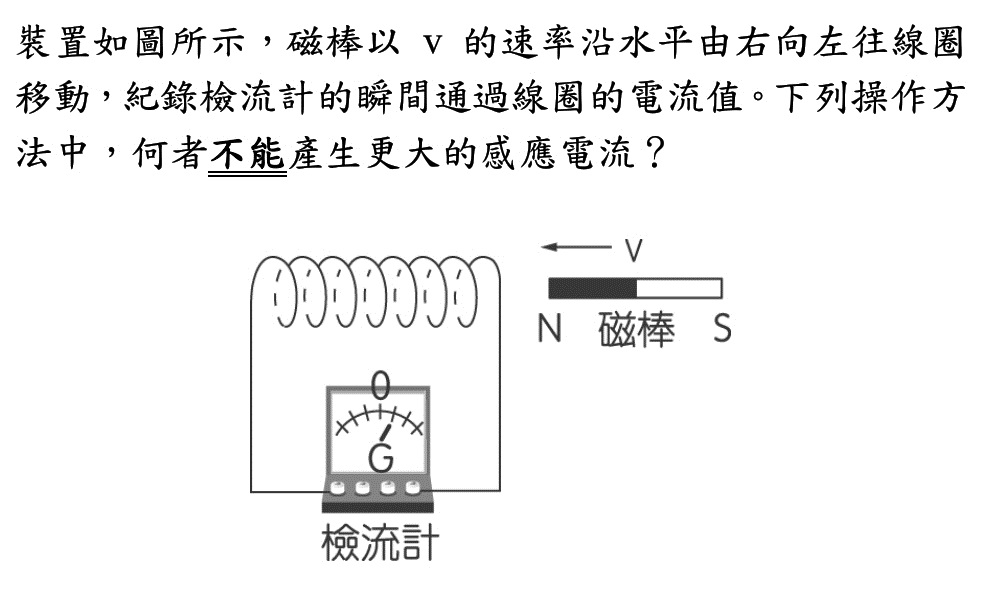 裝置如圖所示，磁棒以 v 的速率沿水平由右向左往線圈
移動，紀錄檢流計的瞬間通過線圈的電流值。下列操作方
法中，何者不能產生更大的感應電流？
V
N 磁棒 S
0
G
檢流計